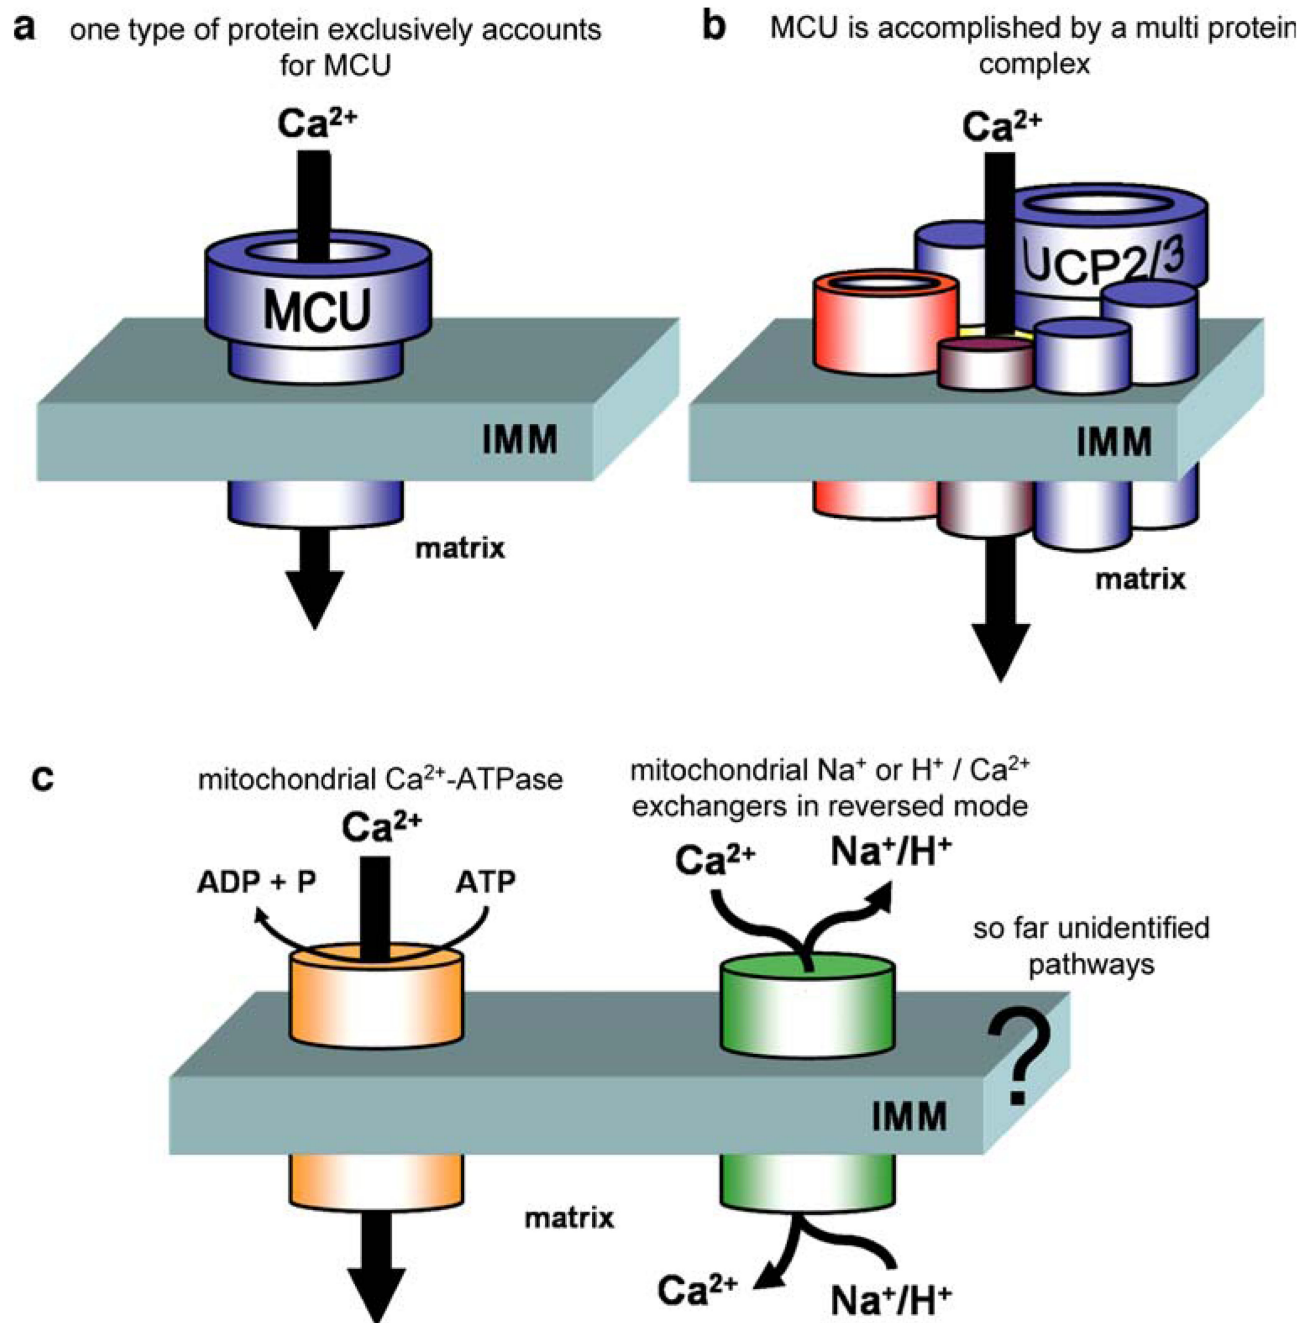 a one type of protein exclusively accounts
for MCU
Ca²⁺
MCU
IMM
matrix
b MCU is accomplished by a multi protein
complex
Ca²⁺
UCP2/3
IMM
matrix
c mitochondrial Ca²⁺-ATPase
Ca²⁺
ADP + P ATP
mitochondrial Na⁺ or H⁺ / Ca²⁺
exchangers in reversed mode
Ca²⁺ Na⁺/H⁺
so far unidentified
pathways
?
IMM
matrix
Ca²⁺ Na⁺/H⁺